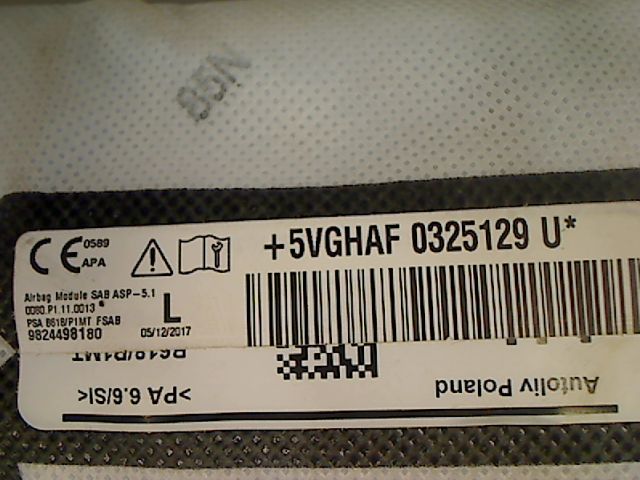 85N
CE 0589
APA
+5VGHAF 0325129 U*
Airbag Module SAB ASP-5.1
0080.P1.11.0013
PSA B618/P1MT FSAB
9824498180
L
05/12/2017
B618/P1MT
Autoliv Poland
>PA 6.6/SI<